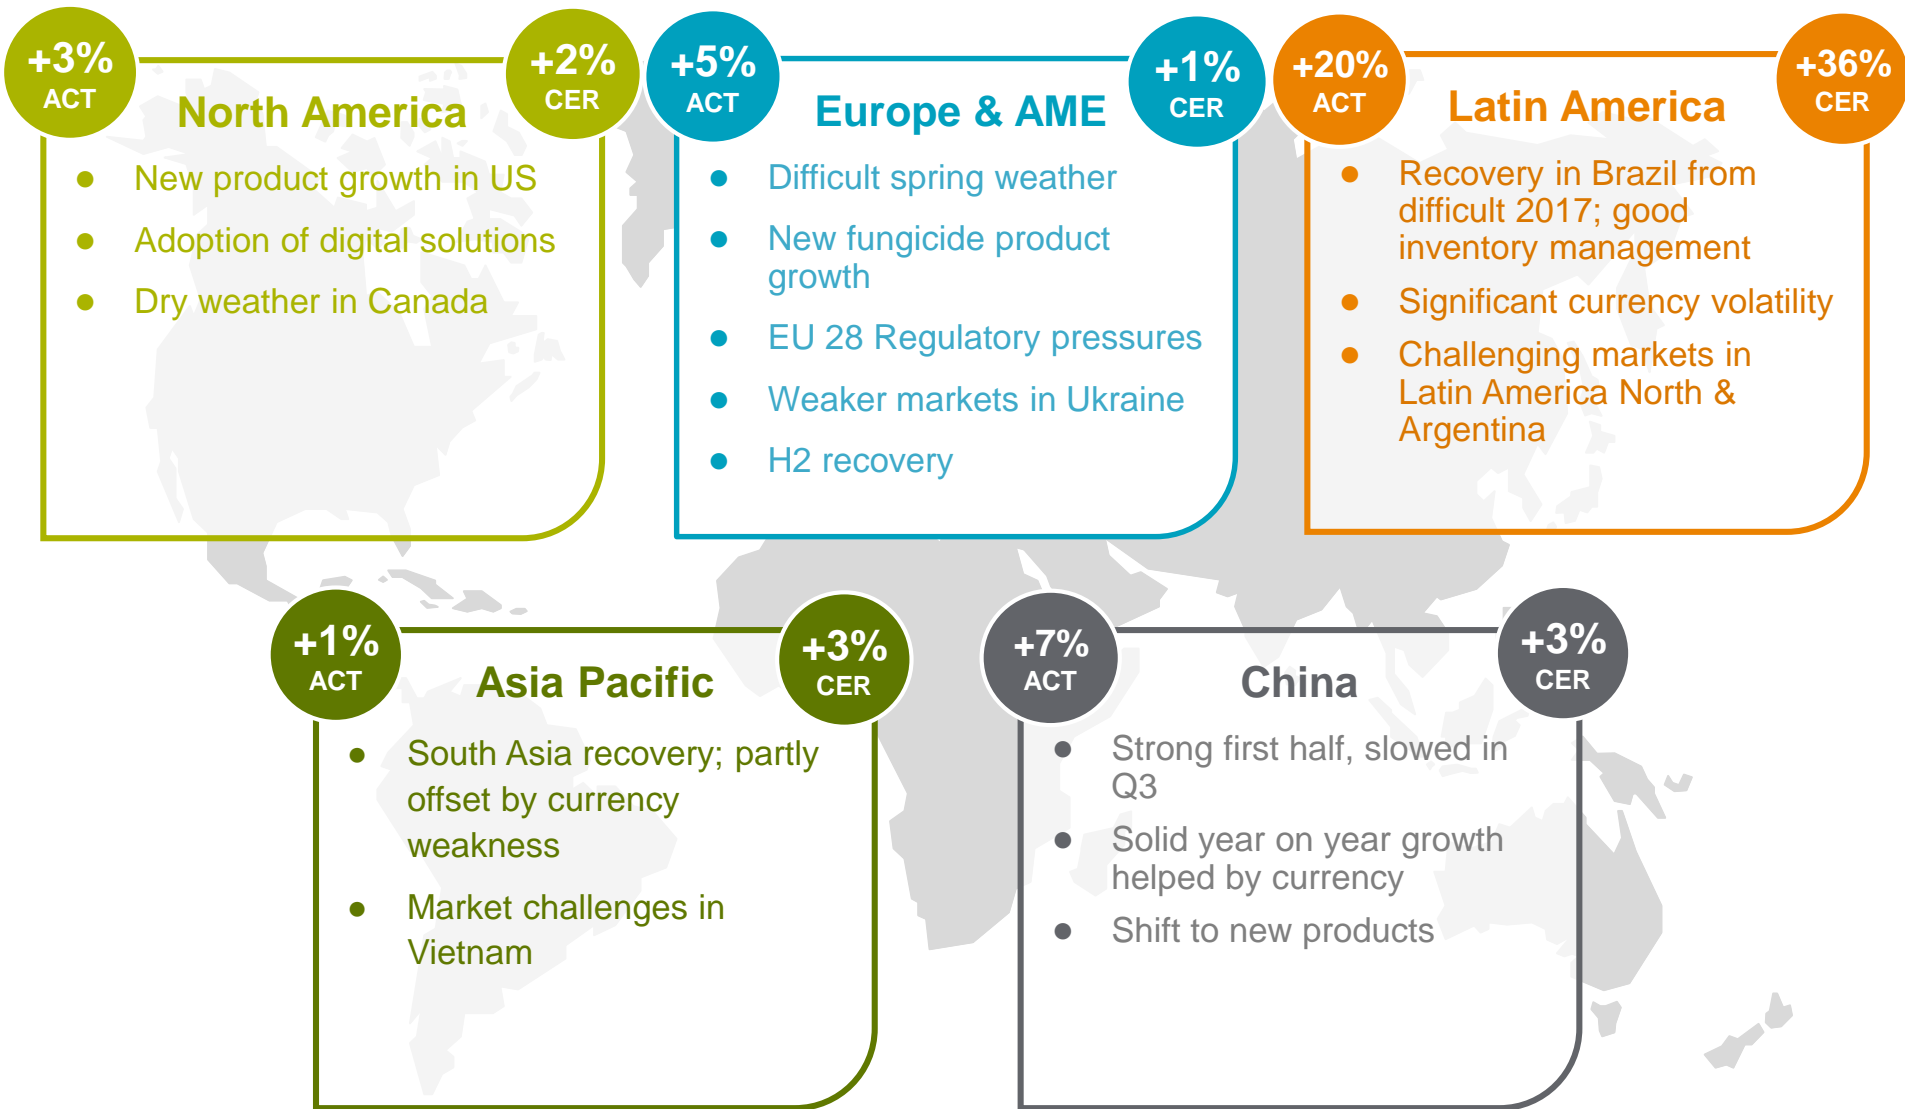 +3%
ACT
North America
+2%
CER
● New product growth in US
● Adoption of digital solutions
● Dry weather in Canada
+5%
ACT
Europe & AME
+1%
CER
● Difficult spring weather
● New fungicide product
growth
● EU 28 Regulatory pressures
● Weaker markets in Ukraine
● H2 recovery
+20%
ACT
Latin America
+36%
CER
● Recovery in Brazil from
difficult 2017; good
inventory management
● Significant currency volatility
● Challenging markets in
Latin America North &
Argentina
+1%
ACT
Asia Pacific
+3%
CER
● South Asia recovery; partly
offset by currency
weakness
● Market challenges in
Vietnam
+7%
ACT
China
+3%
CER
● Strong first half, slowed in
Q3
● Solid year on year growth
helped by currency
● Shift to new products